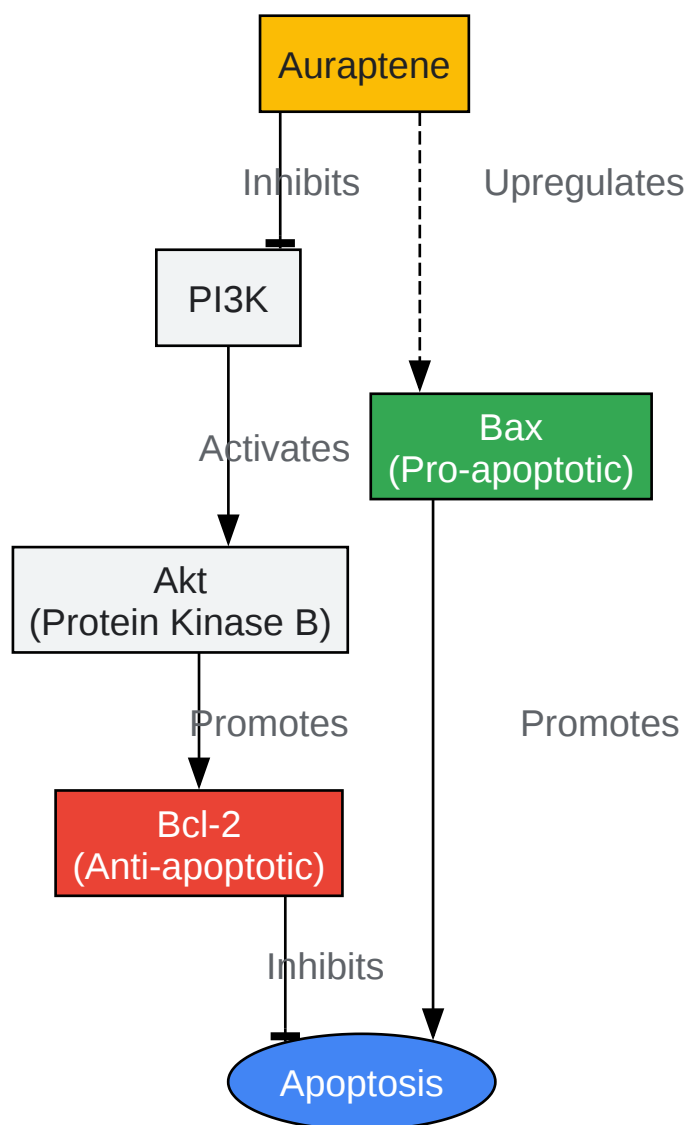 Auraptene
Inhibits
Upregulates
PI3K
Bax
(Pro-apoptotic)
Activates
Akt
(Protein Kinase B)
Promotes
Promotes
Bcl-2
(Anti-apoptotic)
Inhibits
Apoptosis